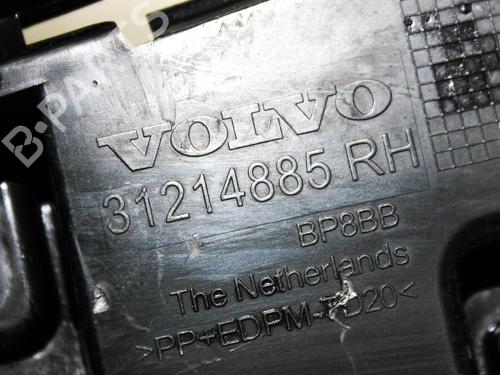 B-PARTS
VOLVO
31214885 RH
BP8BB
The Netherlands
>PP+EDPM-TD20<